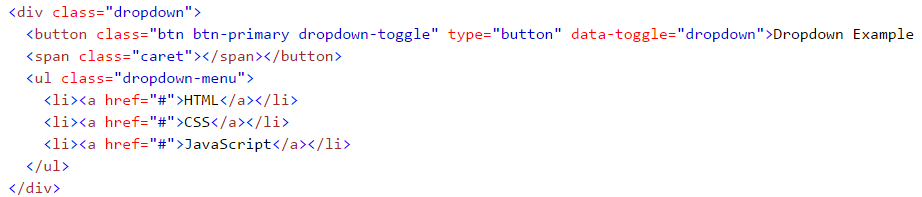 <div class="dropdown">
  <button class="btn btn-primary dropdown-toggle" type="button" data-toggle="dropdown">Dropdown Example
  <span class="caret"></span></button>
  <ul class="dropdown-menu">
    <li><a href="#">HTML</a></li>
    <li><a href="#">CSS</a></li>
    <li><a href="#">JavaScript</a></li>
  </ul>
</div>